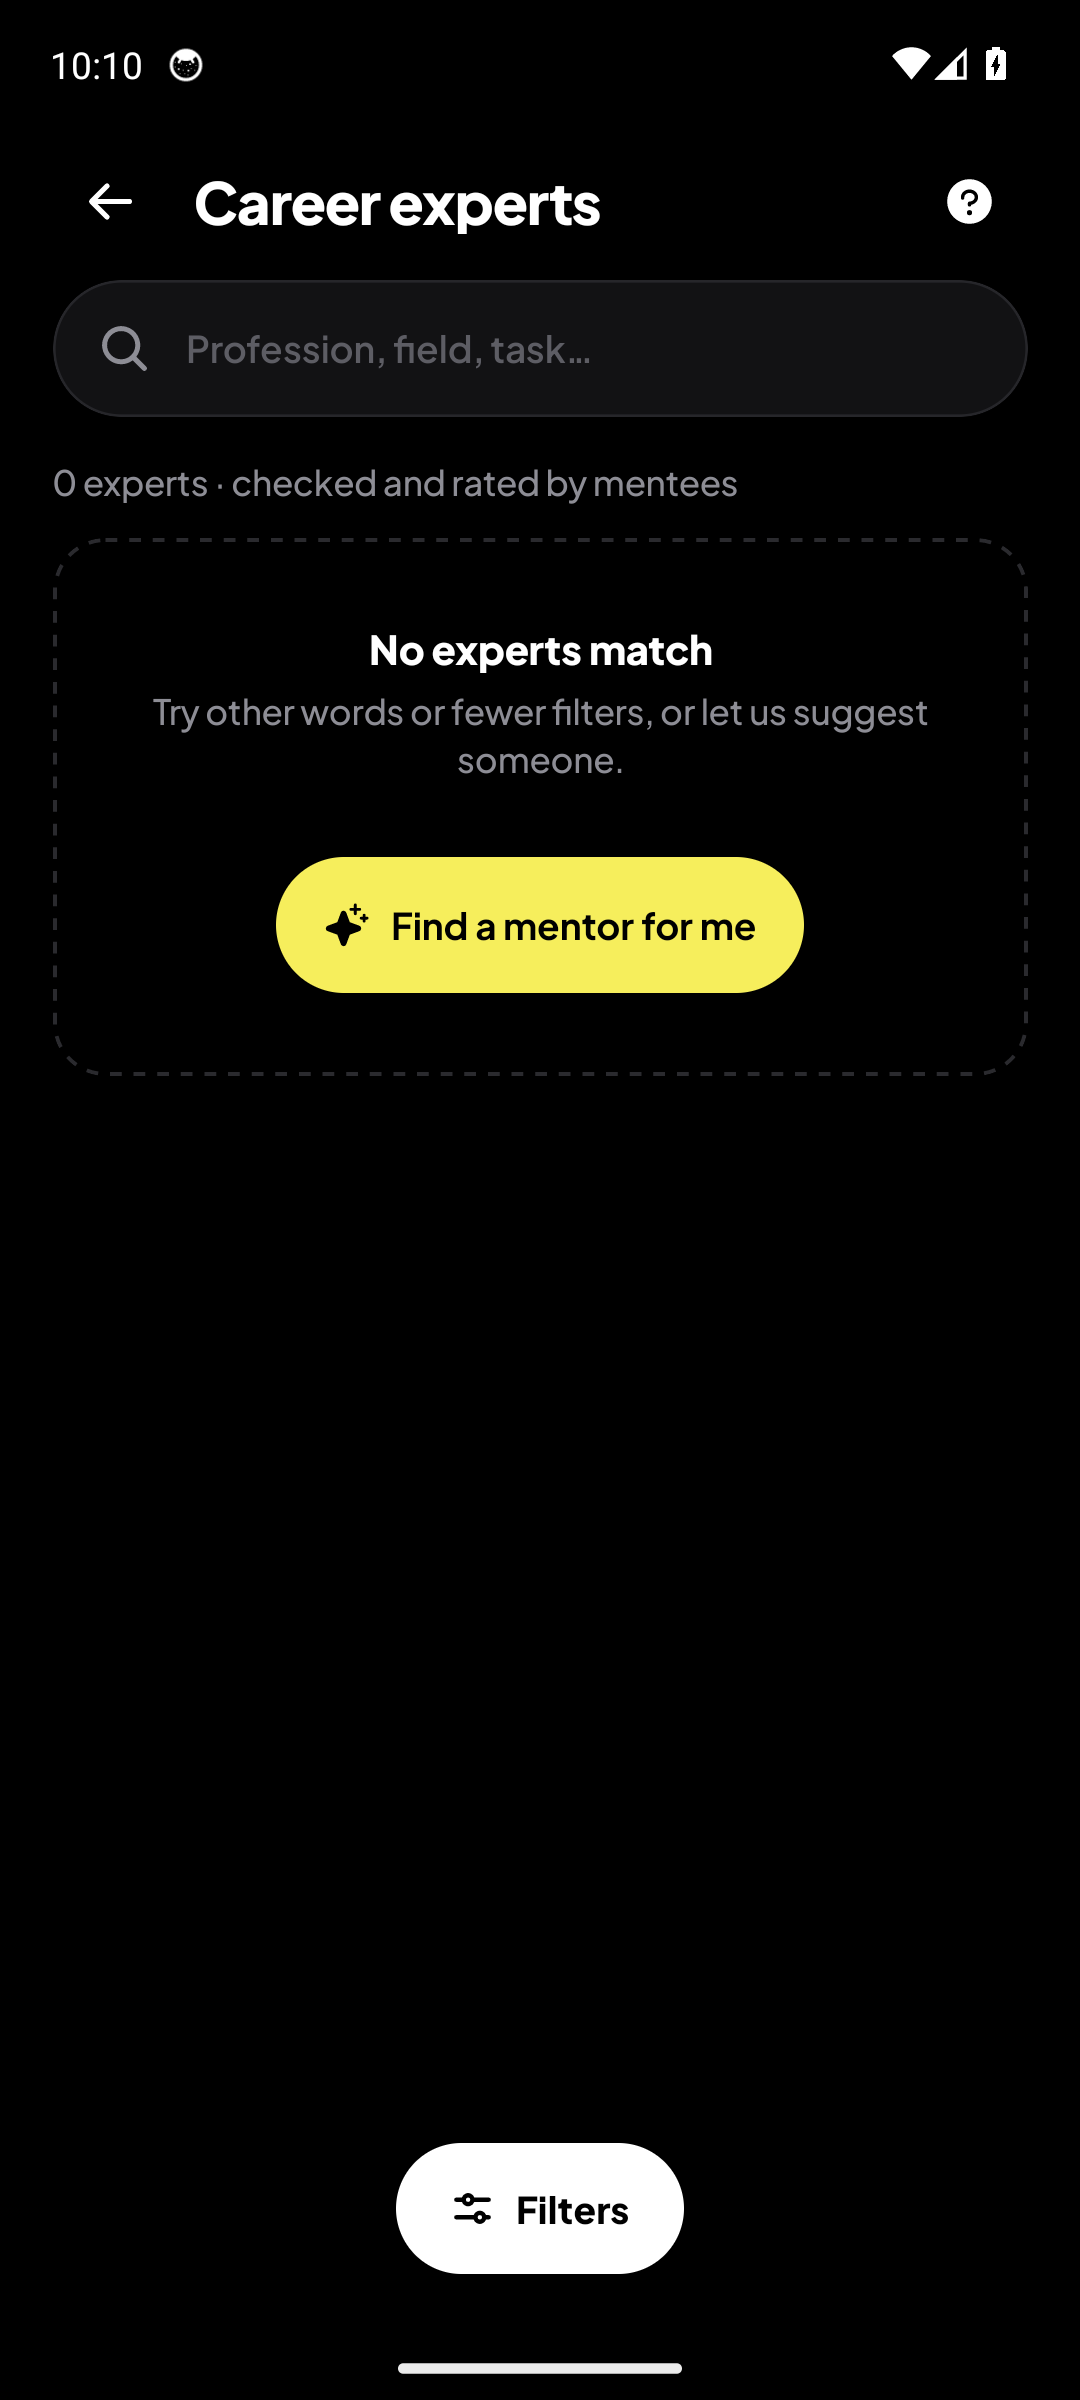 10:10
Career experts
Profession, field, task...
0 experts · checked and rated by mentees
No experts match
Try other words or fewer filters, or let us suggest
someone.
Find a mentor for me
Filters